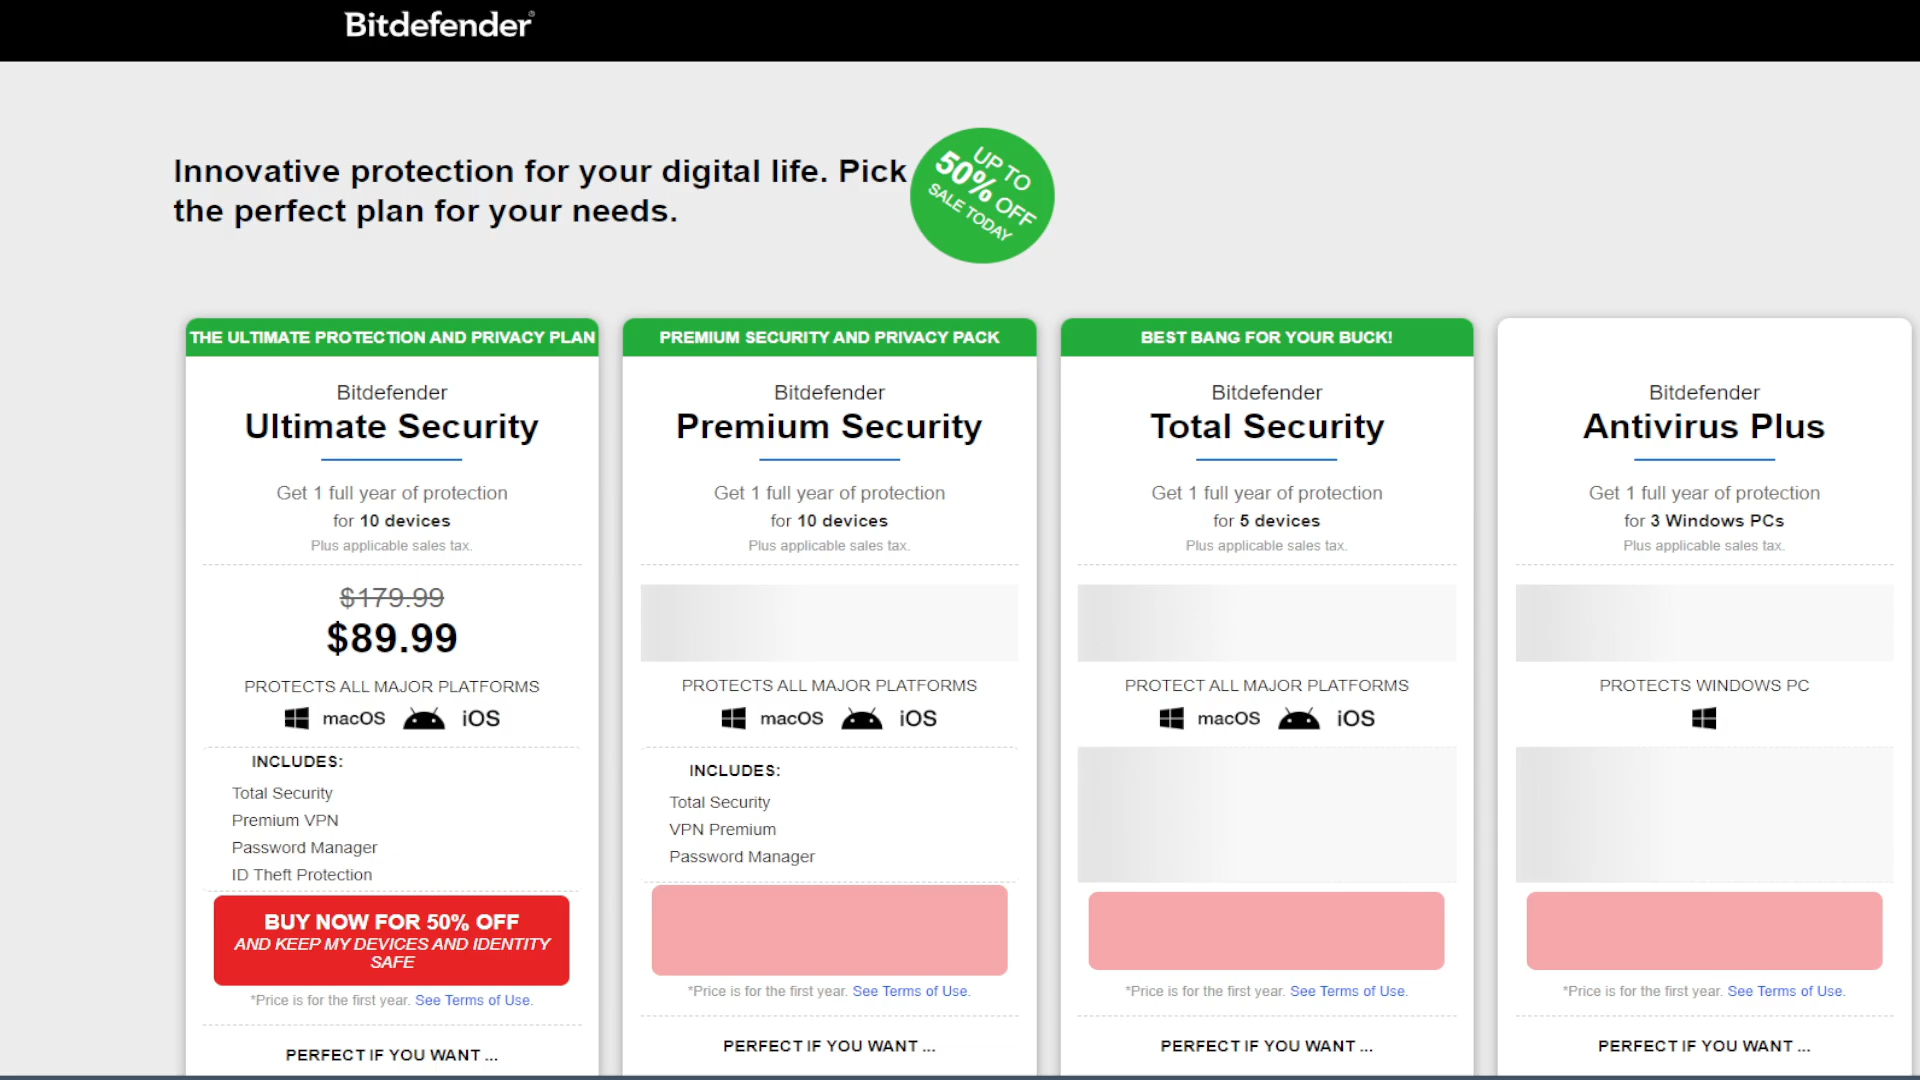 Bitdefender®
Innovative protection for your digital life. Pick
the perfect plan for your needs.
UP TO
50% OFF
SALE TODAY
THE ULTIMATE PROTECTION AND PRIVACY PLAN
Bitdefender
Ultimate Security
Get 1 full year of protection
for 10 devices
Plus applicable sales tax.
$179.99
$89.99
PROTECTS ALL MAJOR PLATFORMS
macOS iOS
INCLUDES:
Total Security
Premium VPN
Password Manager
ID Theft Protection
BUY NOW FOR 50% OFF
AND KEEP MY DEVICES AND IDENTITY
SAFE
*Price is for the first year. See Terms of Use.
PERFECT IF YOU WANT ...
PREMIUM SECURITY AND PRIVACY PACK
Bitdefender
Premium Security
Get 1 full year of protection
for 10 devices
Plus applicable sales tax.
PROTECTS ALL MAJOR PLATFORMS
macOS iOS
INCLUDES:
Total Security
VPN Premium
Password Manager
*Price is for the first year. See Terms of Use.
PERFECT IF YOU WANT ...
BEST BANG FOR YOUR BUCK!
Bitdefender
Total Security
Get 1 full year of protection
for 5 devices
Plus applicable sales tax.
PROTECT ALL MAJOR PLATFORMS
macOS iOS
*Price is for the first year. See Terms of Use.
PERFECT IF YOU WANT ...
Bitdefender
Antivirus Plus
Get 1 full year of protection
for 3 Windows PCs
Plus applicable sales tax.
PROTECTS WINDOWS PC
*Price is for the first year. See Terms of Use.
PERFECT IF YOU WANT ...